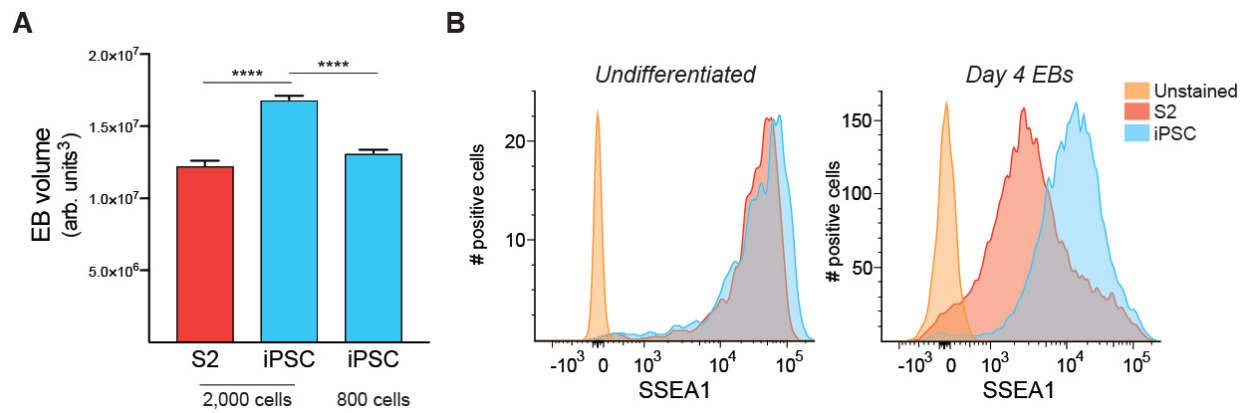 A
EB volume
(arb. units³)
2.0×10⁷
1.5×10⁷
1.0×10⁷
5.0×10⁶
****
****
S2
iPSC
iPSC
2,000 cells
800 cells
B
Undifferentiated
# positive cells
20
10
-10³
0
10³
10⁴
10⁵
SSEA1
Day 4 EBs
# positive cells
150
100
50
-10³
0
10³
10⁴
10⁵
SSEA1
Unstained
S2
iPSC